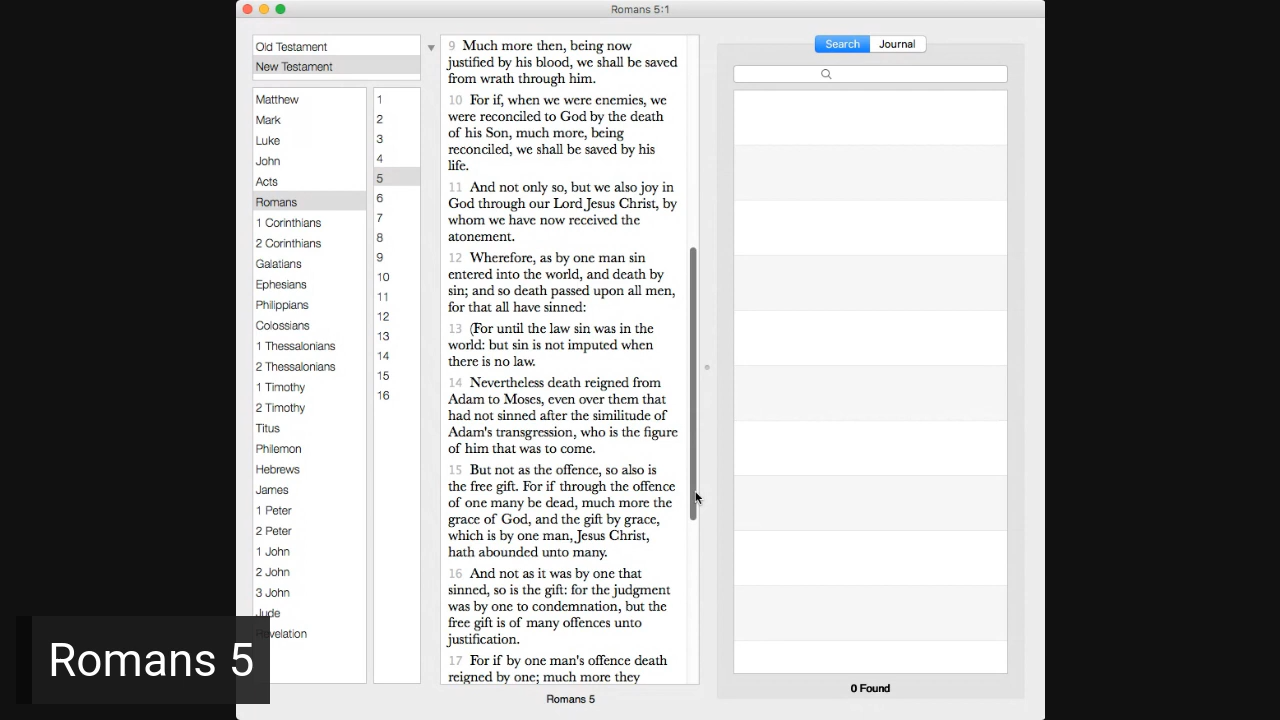 Romans 5:1
Old Testament
New Testament
Matthew
Mark
Luke
John
Acts
Romans
1 Corinthians
2 Corinthians
Galatians
Ephesians
Philippians
Colossians
1 Thessalonians
2 Thessalonians
1 Timothy
2 Timothy
Titus
Philemon
Hebrews
James
1 Peter
2 Peter
1 John
2 John
3 John
Jude
Revelation
1
2
3
4
5
6
7
8
9
10
11
12
13
14
15
16
9 Much more then, being now
justified by his blood, we shall be saved
from wrath through him.
10 For if, when we were enemies, we
were reconciled to God by the death
of his Son, much more, being
reconciled, we shall be saved by his
life.
11 And not only so, but we also joy in
God through our Lord Jesus Christ, by
whom we have now received the
atonement.
12 Wherefore, as by one man sin
entered into the world, and death by
sin; and so death passed upon all men,
for that all have sinned:
13 (For until the law sin was in the
world: but sin is not imputed when
there is no law.
14 Nevertheless death reigned from
Adam to Moses, even over them that
had not sinned after the similitude of
Adam's transgression, who is the figure
of him that was to come.
15 But not as the offence, so also is
the free gift. For if through the offence
of one many be dead, much more the
grace of God, and the gift by grace,
which is by one man, Jesus Christ,
hath abounded unto many.
16 And not as it was by one that
sinned, so is the gift: for the judgment
was by one to condemnation, but the
free gift is of many offences unto
justification.
17 For if by one man's offence death
reigned by one; much more they
Romans 5
Search
Journal
0 Found
Romans 5